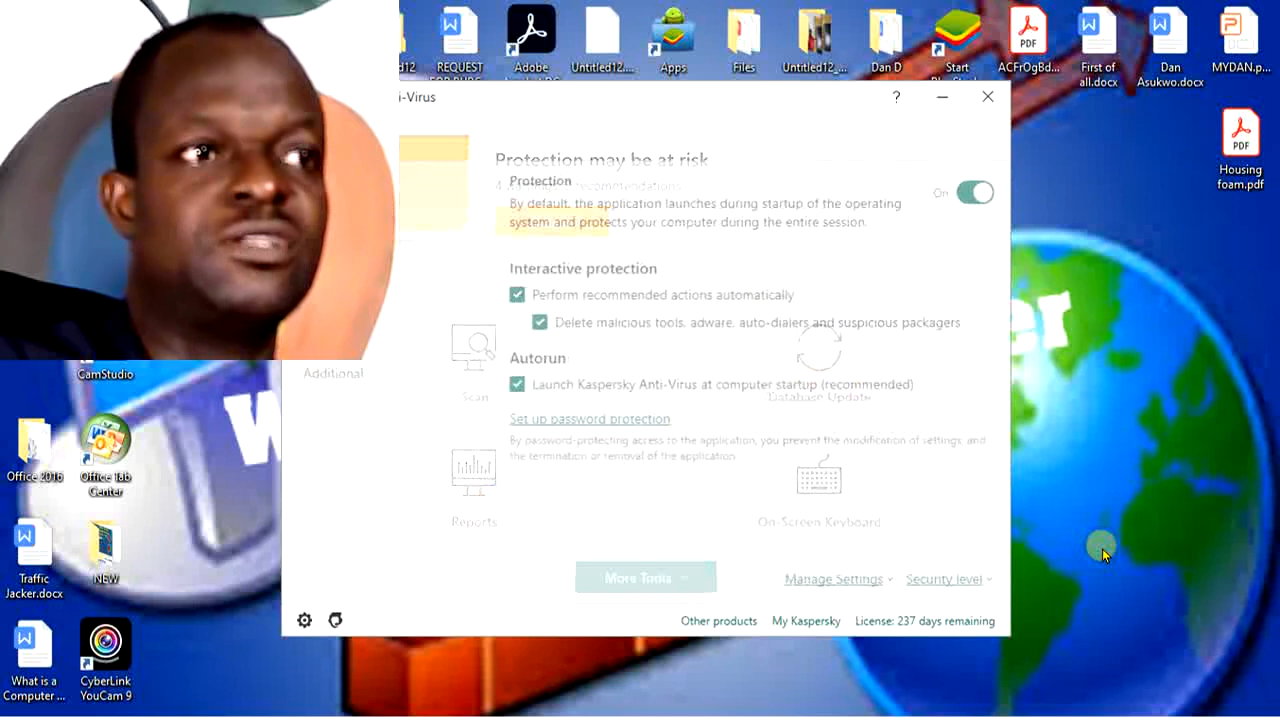 REQUEST
Adobe
Untitled12....
Apps
Files
Untitled12_...
Dan D
Start
ACFrOgBd...
First of
all.docx
Dan
Asukwo.docx
MYDAN.p...
PDF
PDF
Housing
foam.pdf
i-Virus
?
Protection may be at risk
Protection
recommendations
On
By default, the application launches during startup of the operating
system and protects your computer during the entire session.
Interactive protection
Perform recommended actions automatically
Delete malicious tools, adware, auto-dialers and suspicious packagers
Autorun
Additional
Launch Kaspersky Anti-Virus at computer startup (recommended)
Scan
Database Update
Set up password protection
By password-protecting access to the application, you prevent the modification of settings, and
the termination or removal of the application.
Reports
On-Screen Keyboard
More Tools
Manage Settings
Security level
Other products
My Kaspersky
License: 237 days remaining
CamStudio
Office 2016
Office Tab
Center
Traffic
Jacker.docx
NEW
What is a
Computer ...
CyberLink
YouCam 9
W
er